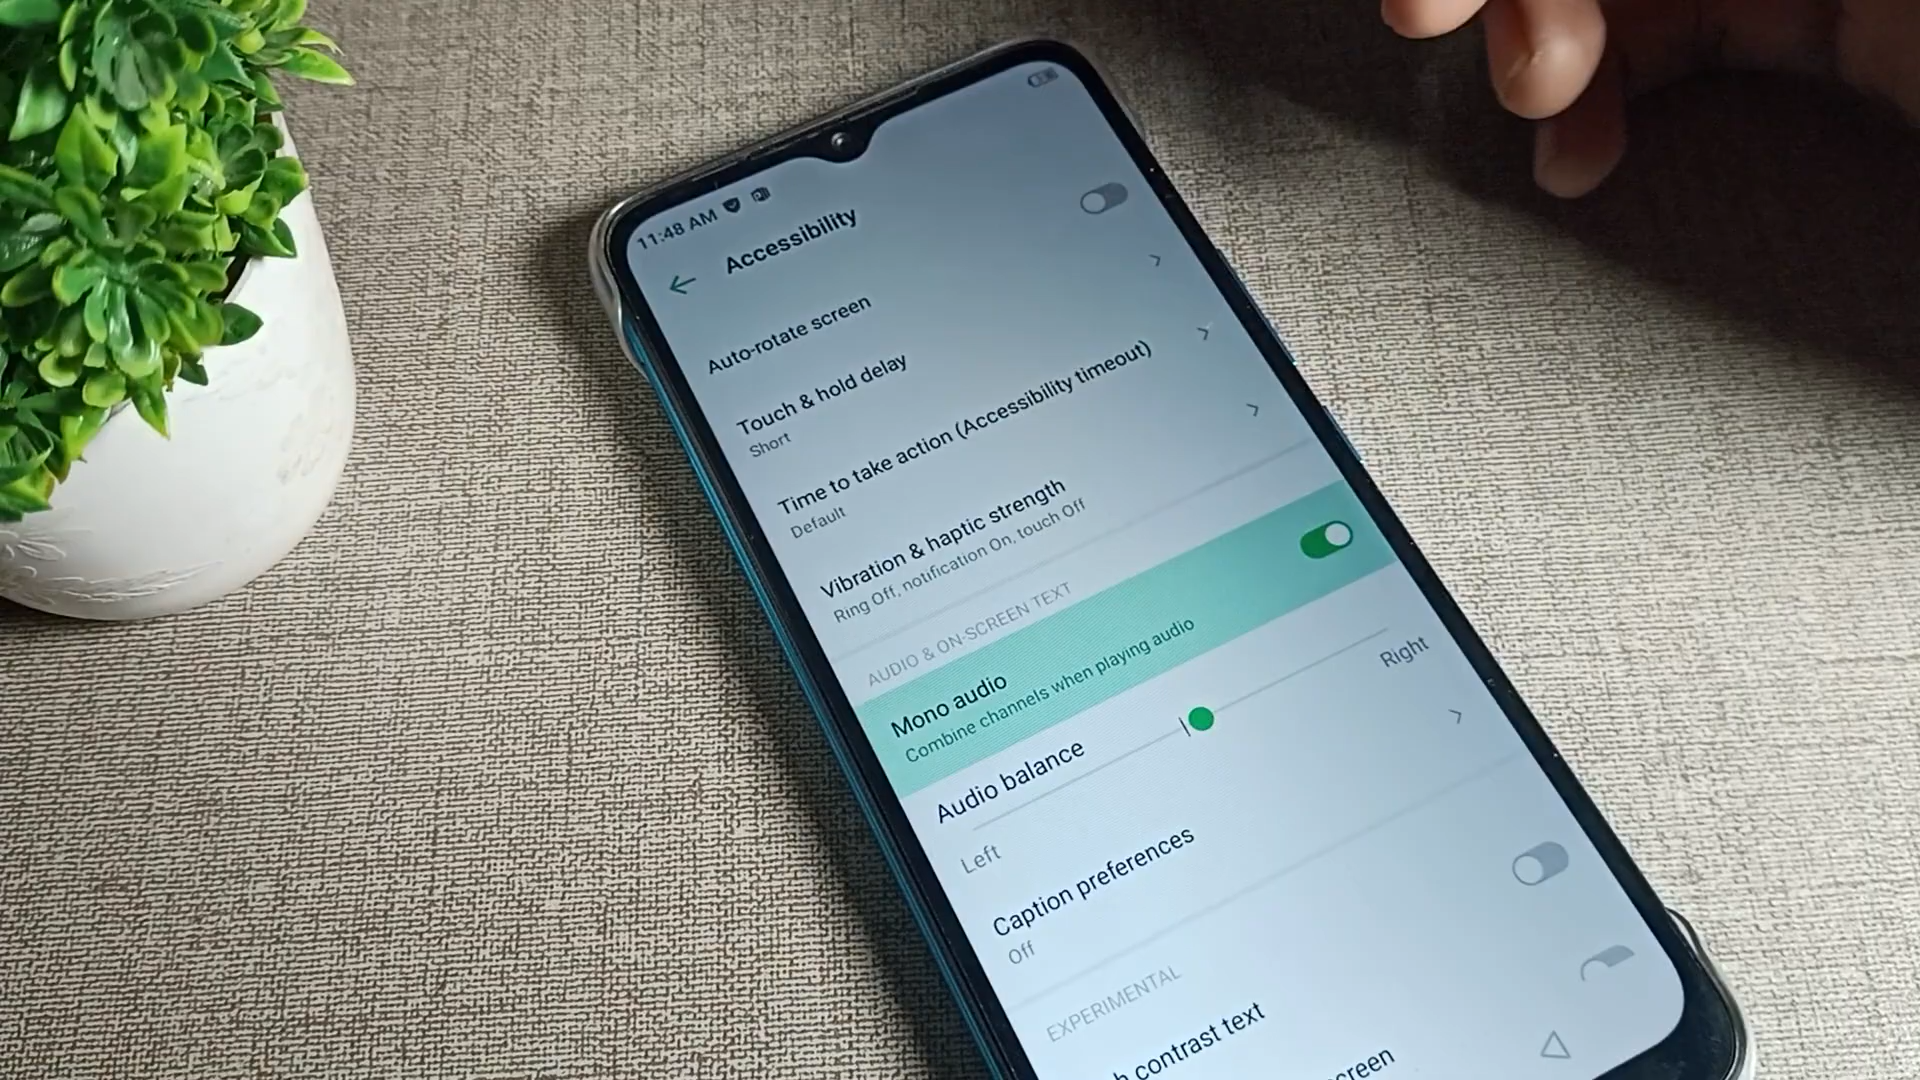 11:48 AM
Accessibility
Auto-rotate screen
Touch & hold delay
Short
Time to take action (Accessibility timeout)
Default
Vibration & haptic strength
Ring Off, notification On, touch Off
AUDIO & ON-SCREEN TEXT
Mono audio
Combine channels when playing audio
Audio balance
Left
Right
Caption preferences
Off
EXPERIMENTAL
contrast text
screen